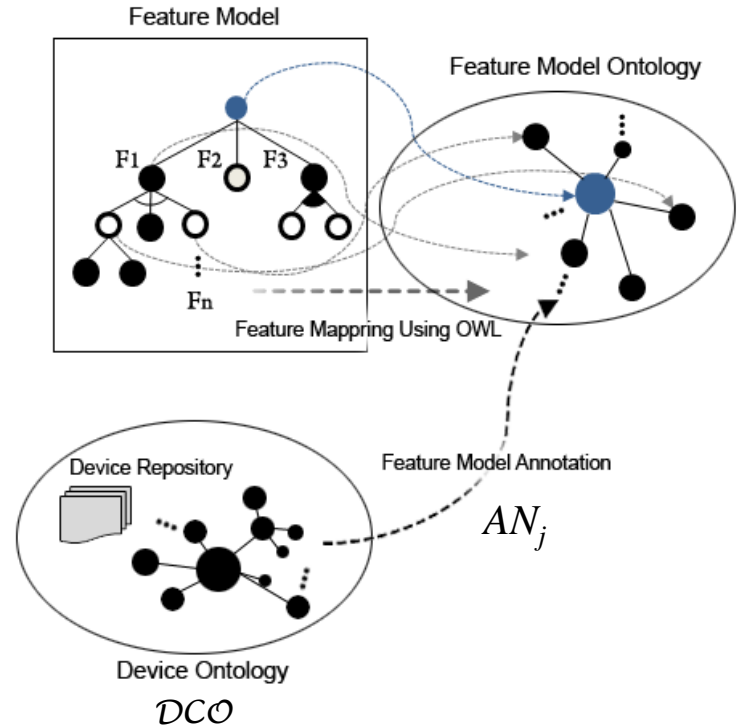 Feature Model
Feature Model Ontology
F1
F2
F3
Fn
Feature Mappring Using OWL
Device Repository
Feature Model Annotation
ANj
Device Ontology
DCO